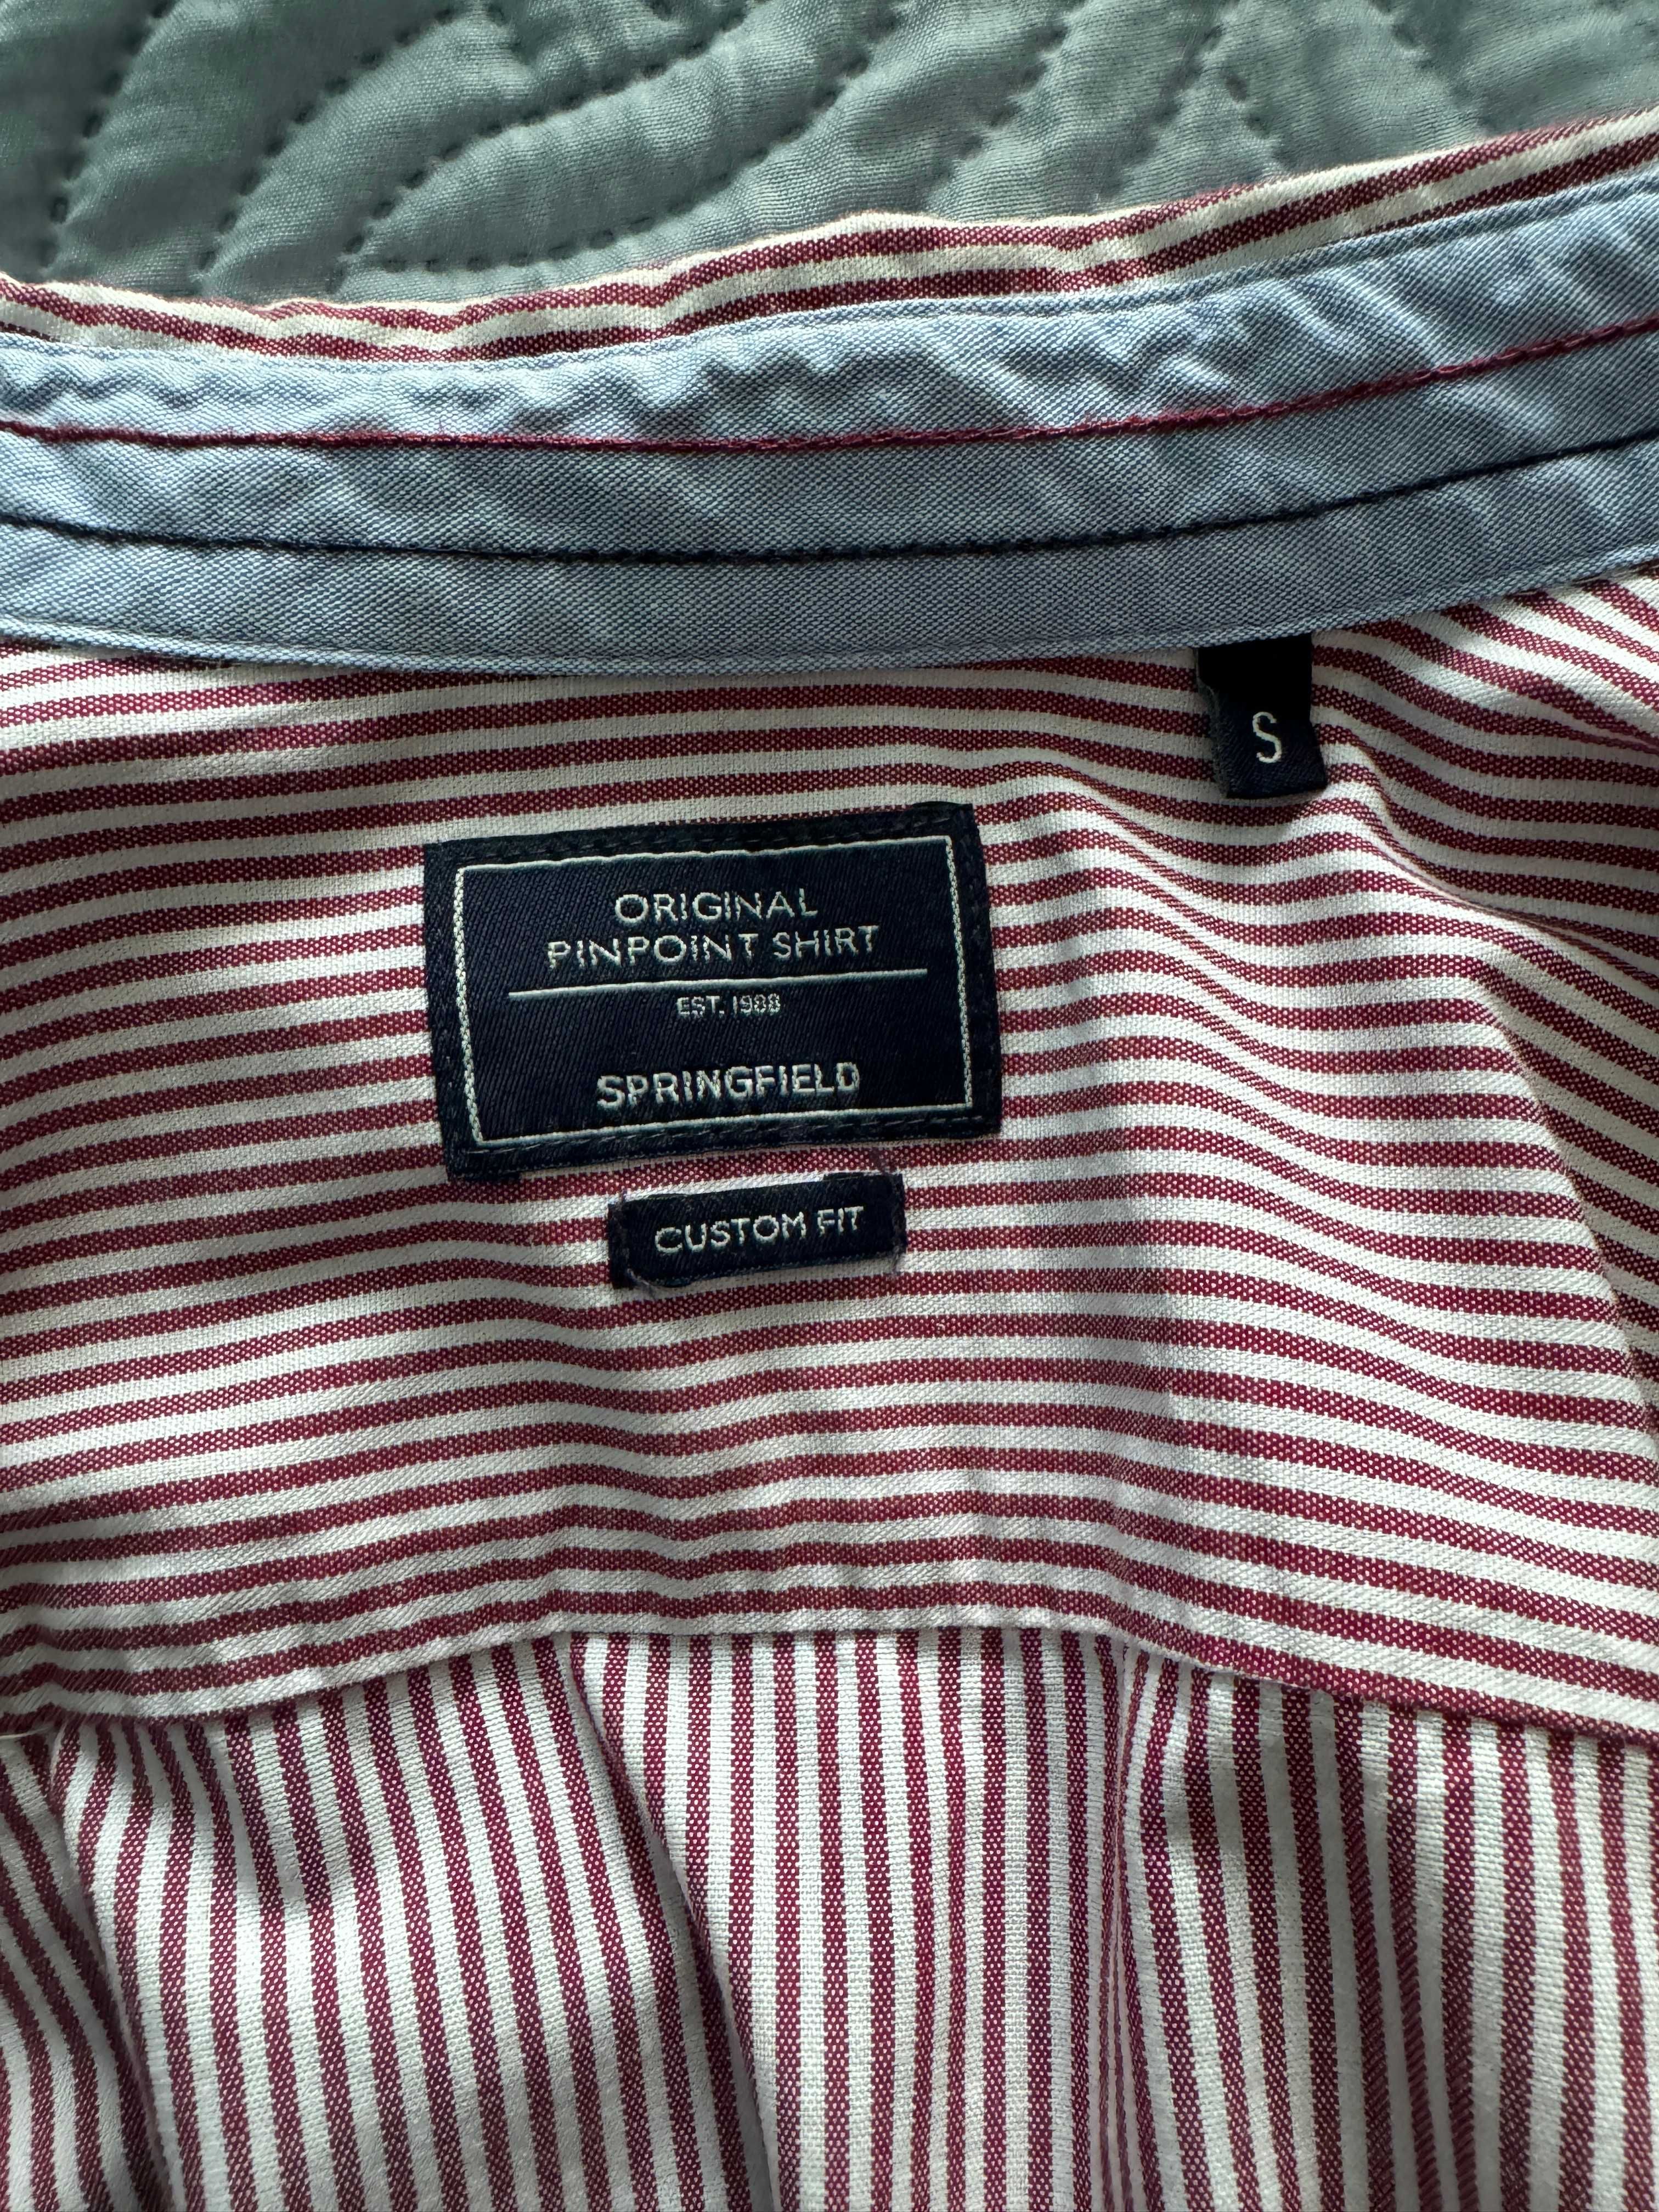 S
ORIGINAL
PINPOINT SHIRT
EST. 1988
SPRINGFIELD
CUSTOM FIT